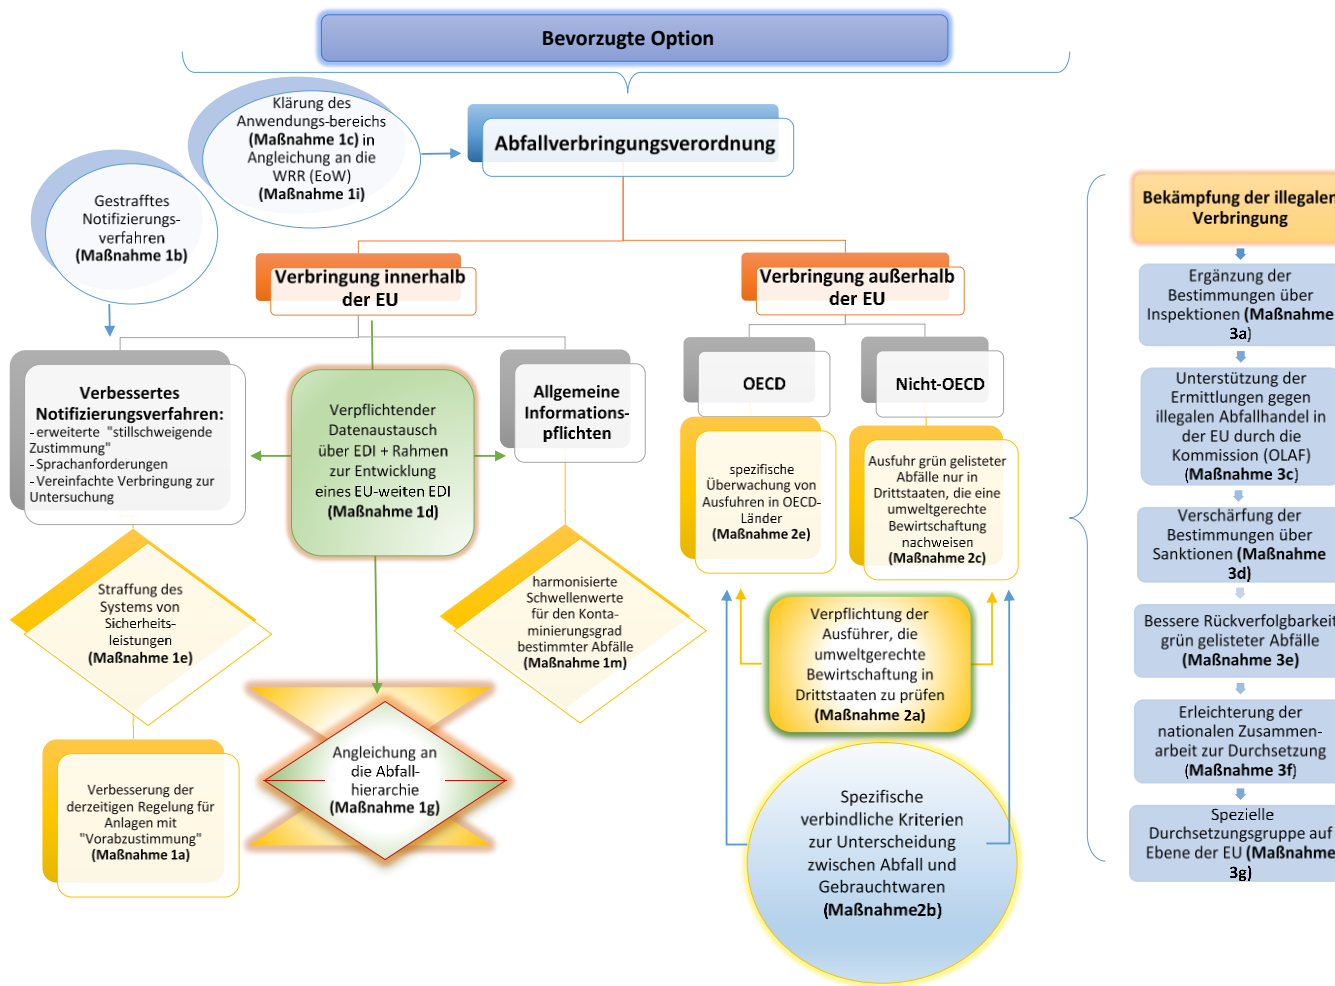 Bevorzugte Option
Klärung des
Anwendungs-bereichs
(Maßnahme 1c) in
Angleichung an die
WRR (EoW)
(Maßnahme 1i)
Abfallverbringungsverordnung
Gestrafftes
Notifizierungs-
verfahren
(Maßnahme 1b)
Verbringung innerhalb
der EU
Verbringung außerhalb
der EU
Verbessertes
Notifizierungsverfahren:
- erweiterte "stillschweigende
Zustimmung"
- Sprachanforderungen
- Vereinfachte Verbringung zur
Untersuchung
Verpflichtender
Datenaustausch
über EDI + Rahmen
zur Entwicklung
eines EU-weiten EDI
(Maßnahme 1d)
Allgemeine
Informations-
pflichten
OECD
Nicht-OECD
spezifische
Überwachung von
Ausfuhren in OECD-
Länder
(Maßnahme 2e)
Ausfuhr grün gelisteter
Abfälle nur in
Drittstaaten, die eine
umweltgerechte
Bewirtschaftung
nachweisen
(Maßnahme 2c)
Straffung des
Systems von
Sicherheits-
leistungen
(Maßnahme 1e)
harmonisierte
Schwellenwerte
für den Konta-
minierungsgrad
bestimmter Abfälle
(Maßnahme 1m)
Verpflichtung der
Ausführer, die
umweltgerechte
Bewirtschaftung in
Drittstaaten zu prüfen
(Maßnahme 2a)
Verbesserung der
derzeitigen Regelung für
Anlagen mit
"Vorabzustimmung"
(Maßnahme 1a)
Angleichung an
die Abfall-
hierarchie
(Maßnahme 1g)
Spezifische
verbindliche Kriterien
zur Unterscheidung
zwischen Abfall und
Gebrauchtwaren
(Maßnahme2b)
Bekämpfung der illegalen
Verbringung
Ergänzung der
Bestimmungen über
Inspektionen (Maßnahme
3a)
Unterstützung der
Ermittlungen gegen
illegalen Abfallhandel in
der EU durch die
Kommission (OLAF)
(Maßnahme 3c)
Verschärfung der
Bestimmungen über
Sanktionen (Maßnahme
3d)
Bessere Rückverfolgbarkeit
grün gelisteter Abfälle
(Maßnahme 3e)
Erleichterung der
nationalen Zusammen-
arbeit zur Durchsetzung
(Maßnahme 3f)
Spezielle
Durchsetzungsgruppe auf
Ebene der EU (Maßnahme
3g)